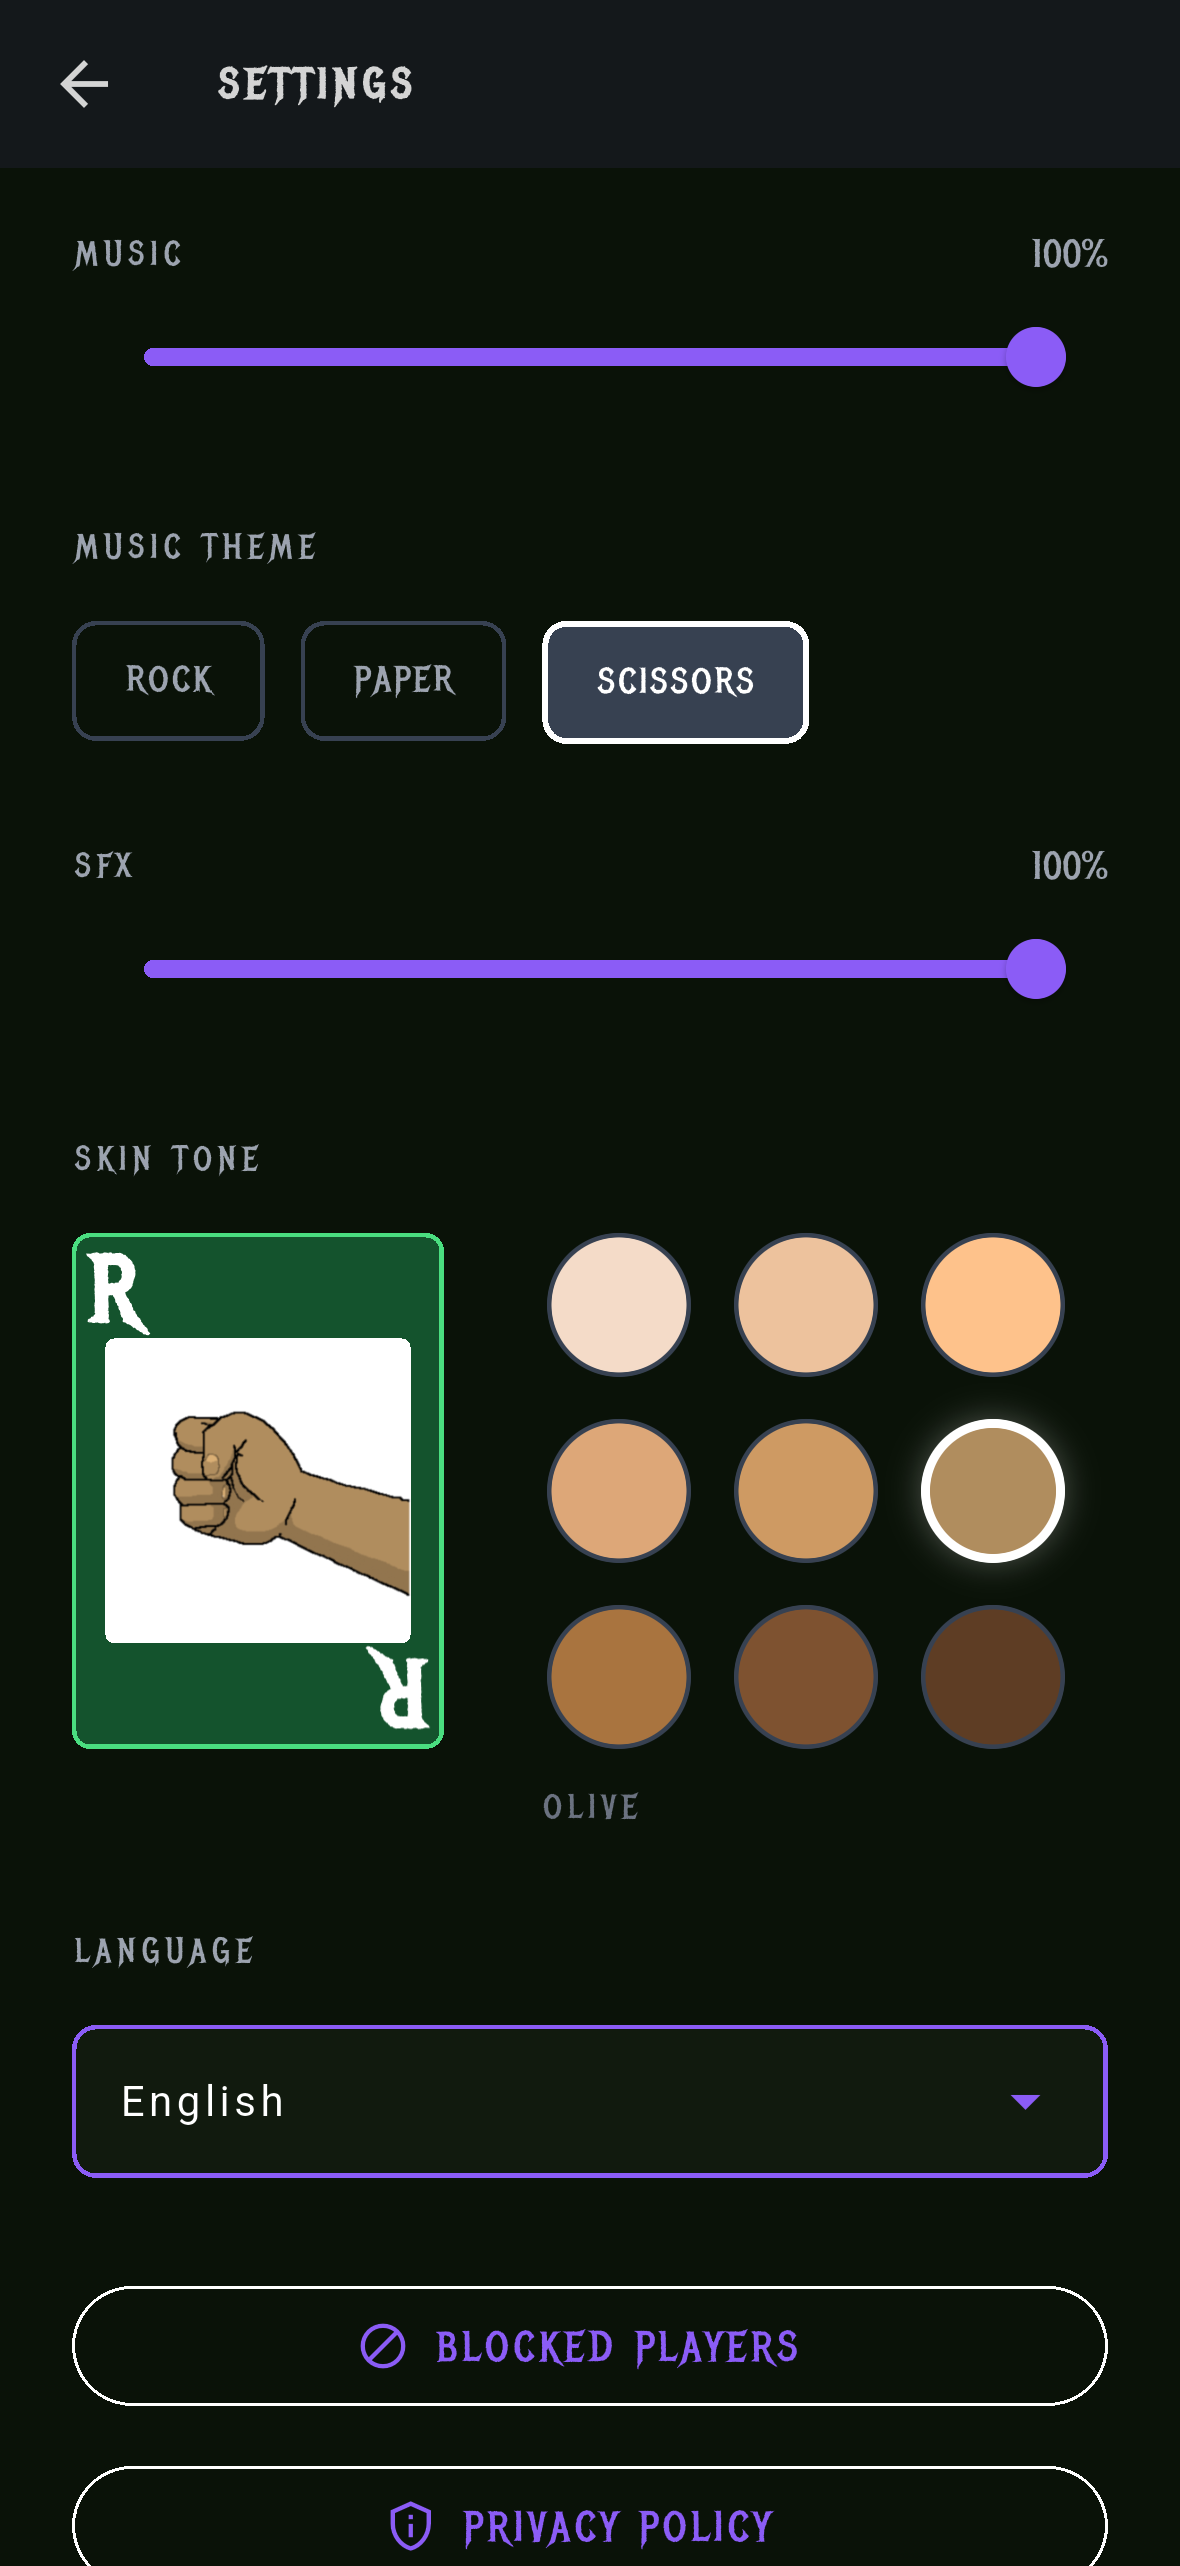 SETTINGS
MUSIC 100%
MUSIC THEME
ROCK PAPER SCISSORS
SFX 100%
SKIN TONE
R
R
OLIVE
LANGUAGE
English
BLOCKED PLAYERS
PRIVACY POLICY